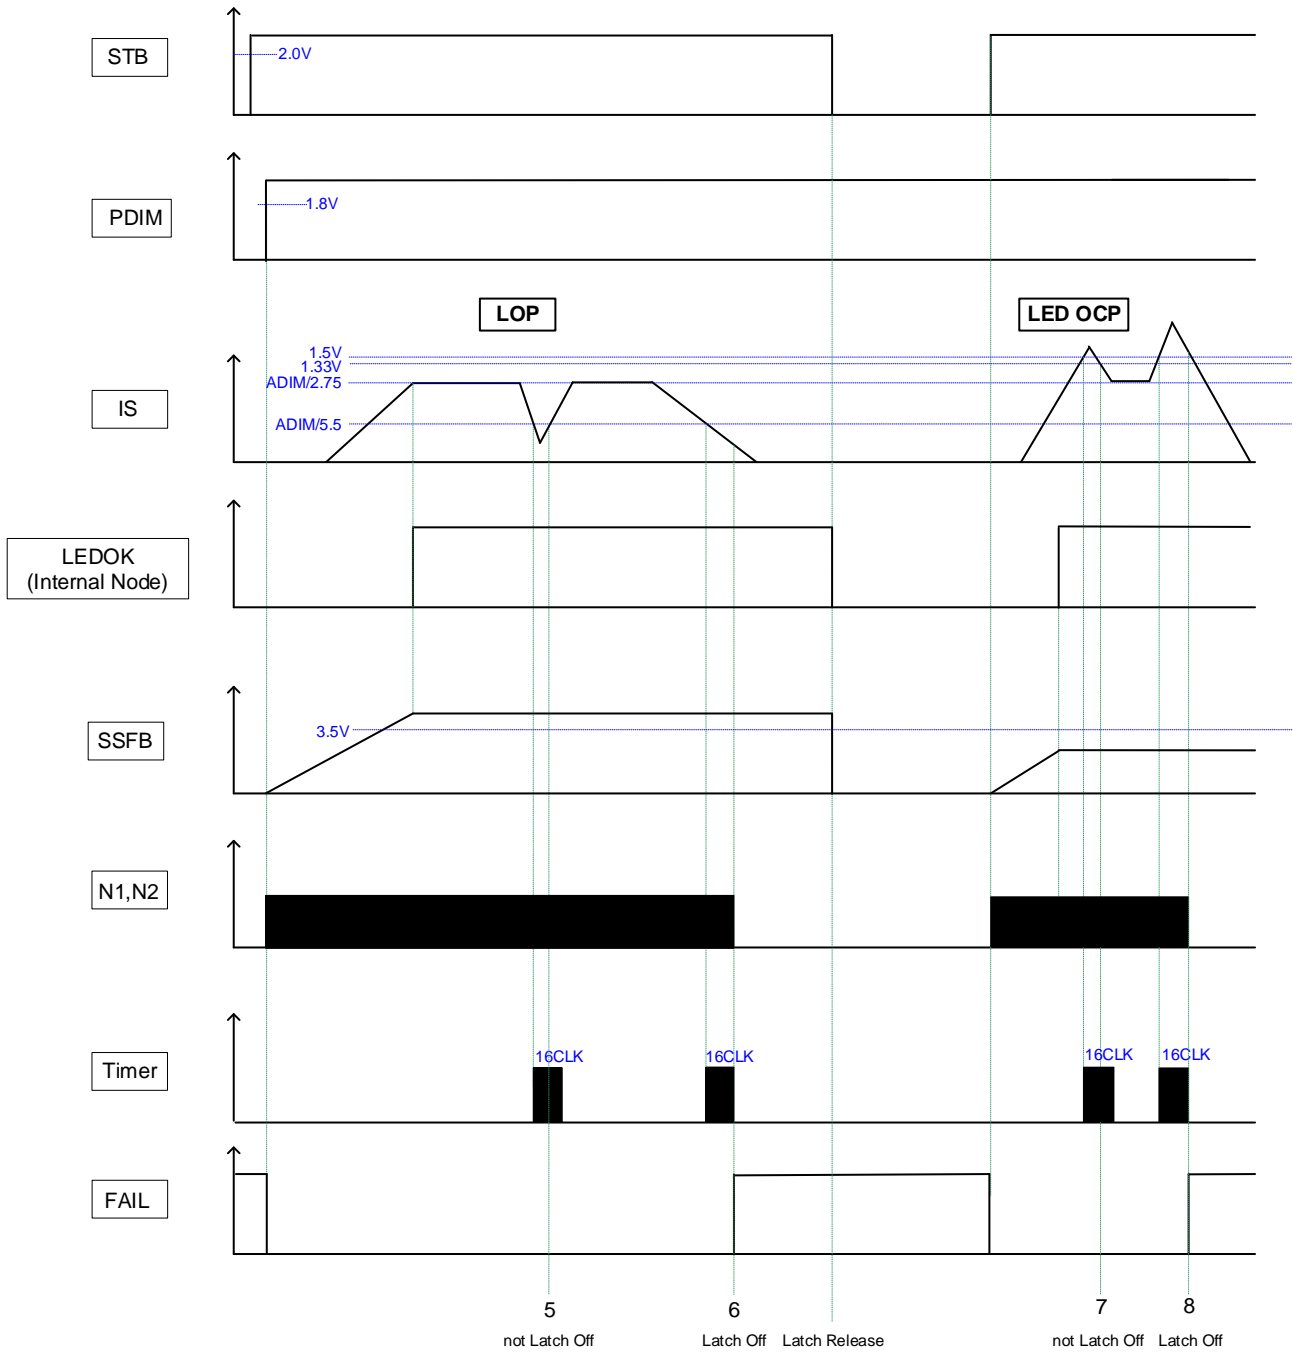 STB
2.0V
PDIM
1.8V
LOP
LED OCP
1.5V
1.33V
ADIM/2.75
IS
ADIM/5.5
LEDOK
(Internal Node)
SSFB
3.5V
N1,N2
Timer
16CLK
16CLK
16CLK
16CLK
FAIL
5
6
7
8
not Latch Off
Latch Off
Latch Release
not Latch Off
Latch Off